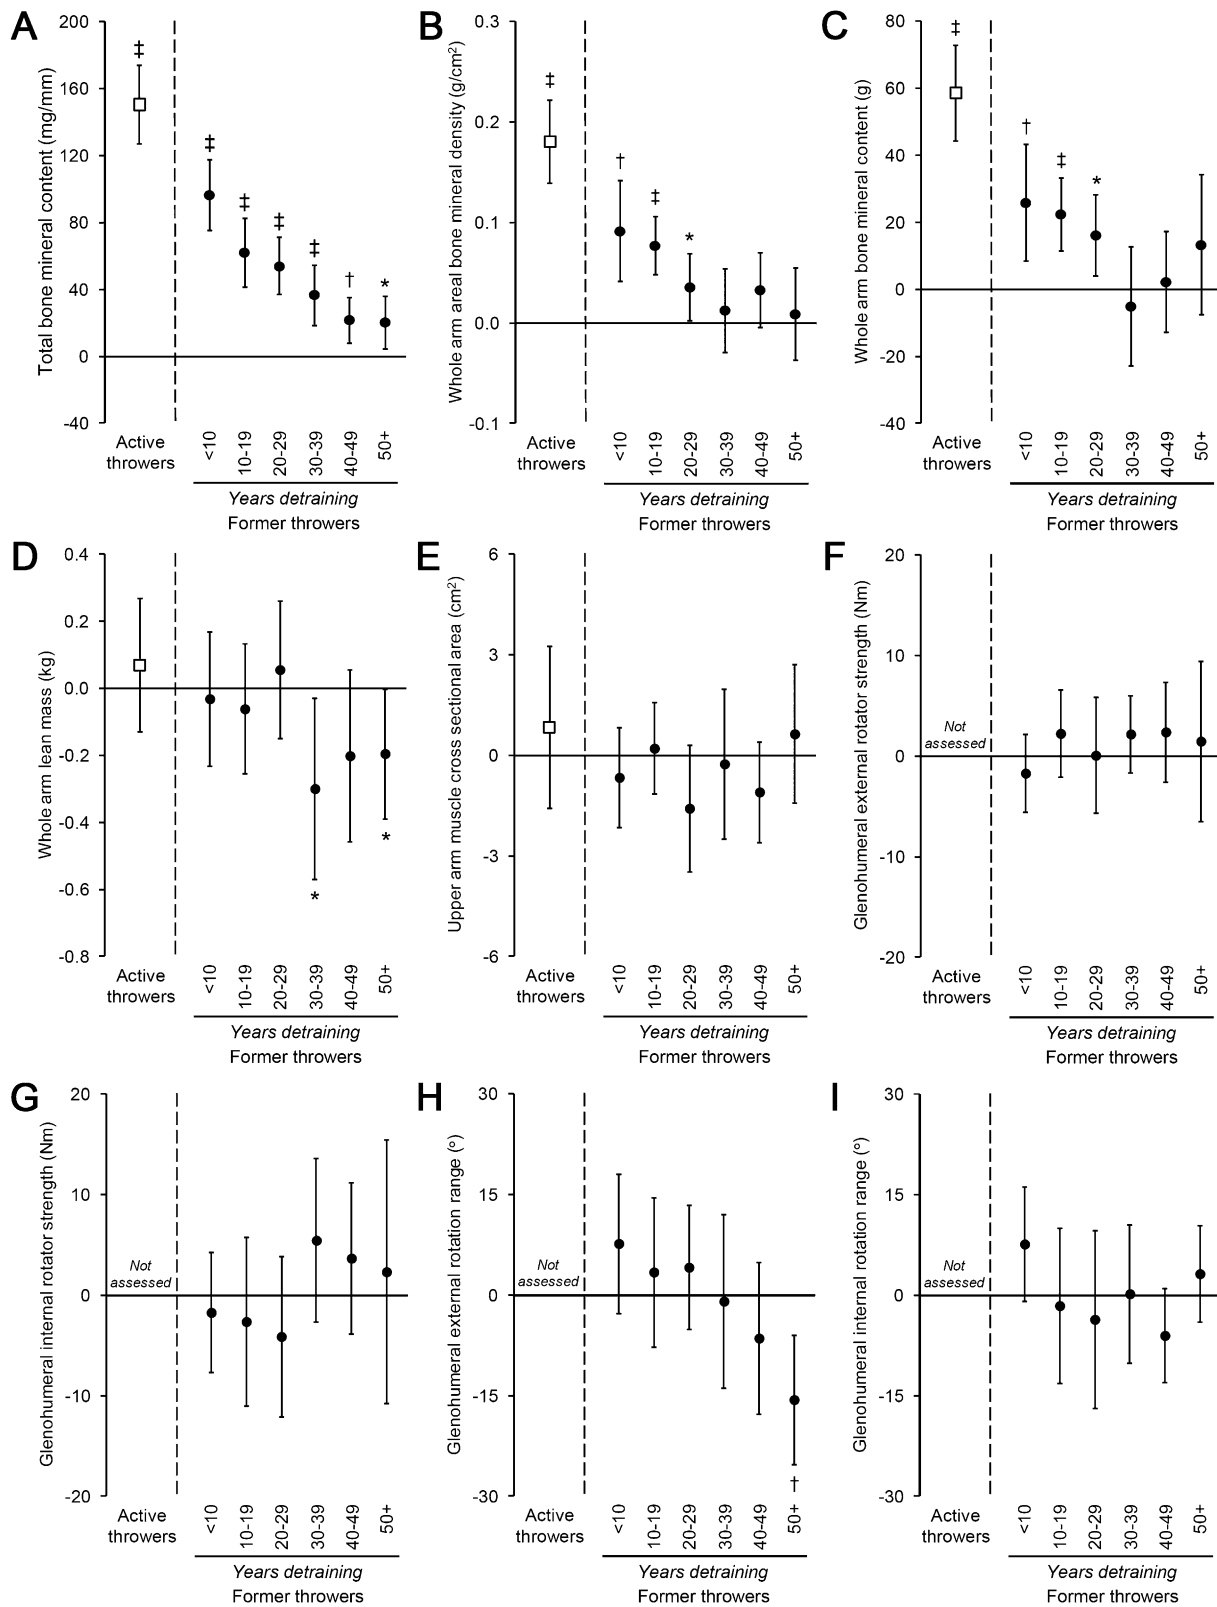 A
Total bone mineral content (mg/mm)
200
160
120
80
40
0
-40
‡
‡
‡
‡
‡
†
*
Active
throwers
<10
10-19
20-29
30-39
40-49
50+
Years detraining
Former throwers
B
Whole arm areal bone mineral density (g/cm²)
0.3
0.2
0.1
0.0
-0.1
‡
†
‡
*
Active
throwers
<10
10-19
20-29
30-39
40-49
50+
Years detraining
Former throwers
C
Whole arm bone mineral content (g)
80
60
40
20
0
-20
-40
‡
†
‡
*
Active
throwers
<10
10-19
20-29
30-39
40-49
50+
Years detraining
Former throwers
D
Whole arm lean mass (kg)
0.4
0.2
0.0
-0.2
-0.4
-0.6
-0.8
*
*
Active
throwers
<10
10-19
20-29
30-39
40-49
50+
Years detraining
Former throwers
E
Upper arm muscle cross sectional area (cm²)
6
3
0
-3
-6
Active
throwers
<10
10-19
20-29
30-39
40-49
50+
Years detraining
Former throwers
F
Glenohumeral external rotator strength (Nm)
20
10
0
-10
-20
Not
assessed
Active
throwers
<10
10-19
20-29
30-39
40-49
50+
Years detraining
Former throwers
G
Glenohumeral internal rotator strength (Nm)
20
10
0
-10
-20
Not
assessed
Active
throwers
<10
10-19
20-29
30-39
40-49
50+
Years detraining
Former throwers
H
Glenohumeral external rotation range (°)
30
15
0
-15
-30
Not
assessed
†
Active
throwers
<10
10-19
20-29
30-39
40-49
50+
Years detraining
Former throwers
I
Glenohumeral internal rotation range (°)
30
15
0
-15
-30
Not
assessed
Active
throwers
<10
10-19
20-29
30-39
40-49
50+
Years detraining
Former throwers